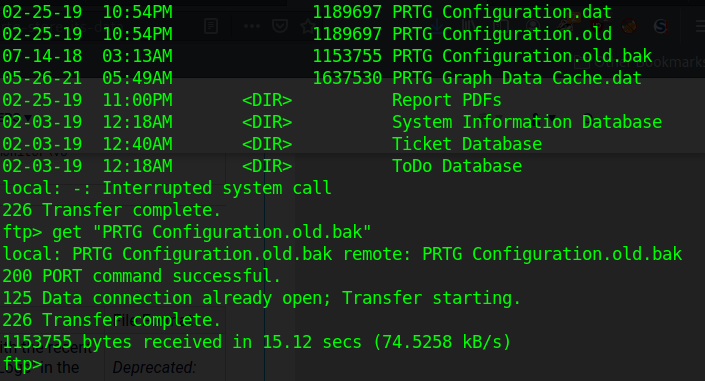 02-25-19  10:54PM              1189697 PRTG Configuration.dat
02-25-19  10:54PM              1189697 PRTG Configuration.old
07-14-18  03:13AM              1153755 PRTG Configuration.old.bak
05-26-21  05:49AM              1637530 PRTG Graph Data Cache.dat
02-25-19  11:00PM       <DIR>          Report PDFs
02-03-19  12:18AM       <DIR>          System Information Database
02-03-19  12:40AM       <DIR>          Ticket Database
02-03-19  12:18AM       <DIR>          ToDo Database
local: -: Interrupted system call
226 Transfer complete.
ftp> get "PRTG Configuration.old.bak"
local: PRTG Configuration.old.bak remote: PRTG Configuration.old.bak
200 PORT command successful.
125 Data connection already open; Transfer starting.
226 Transfer complete.
1153755 bytes received in 15.12 secs (74.5258 kB/s)
ftp>
Deprecated: